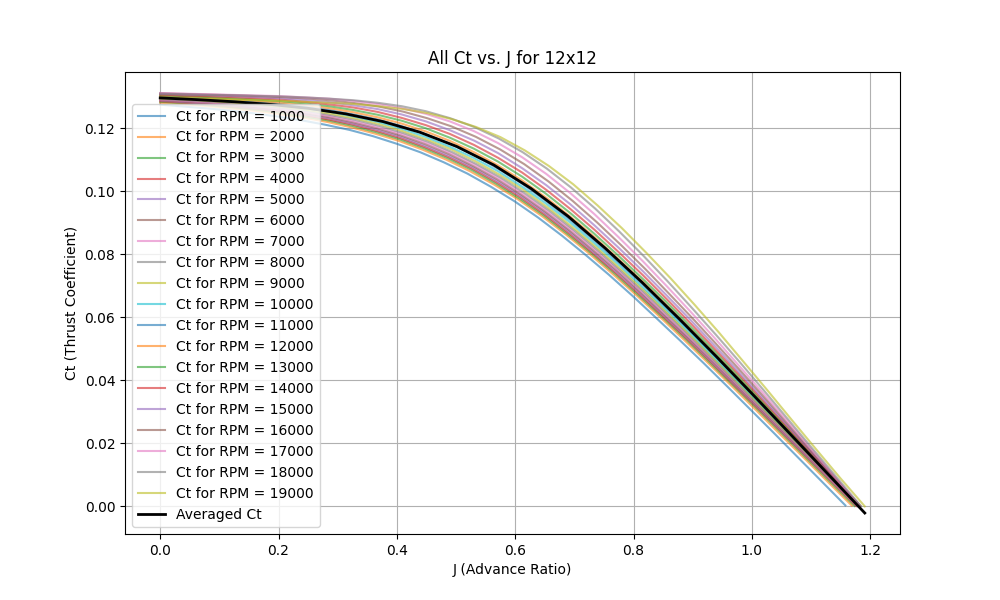 All Ct vs. J for 12x12
Ct (Thrust Coefficient)
0.12
0.10
0.08
0.06
0.04
0.02
0.00
Ct for RPM = 1000
Ct for RPM = 2000
Ct for RPM = 3000
Ct for RPM = 4000
Ct for RPM = 5000
Ct for RPM = 6000
Ct for RPM = 7000
Ct for RPM = 8000
Ct for RPM = 9000
Ct for RPM = 10000
Ct for RPM = 11000
Ct for RPM = 12000
Ct for RPM = 13000
Ct for RPM = 14000
Ct for RPM = 15000
Ct for RPM = 16000
Ct for RPM = 17000
Ct for RPM = 18000
Ct for RPM = 19000
Averaged Ct
0.0 0.2 0.4 0.6 0.8 1.0 1.2
J (Advance Ratio)